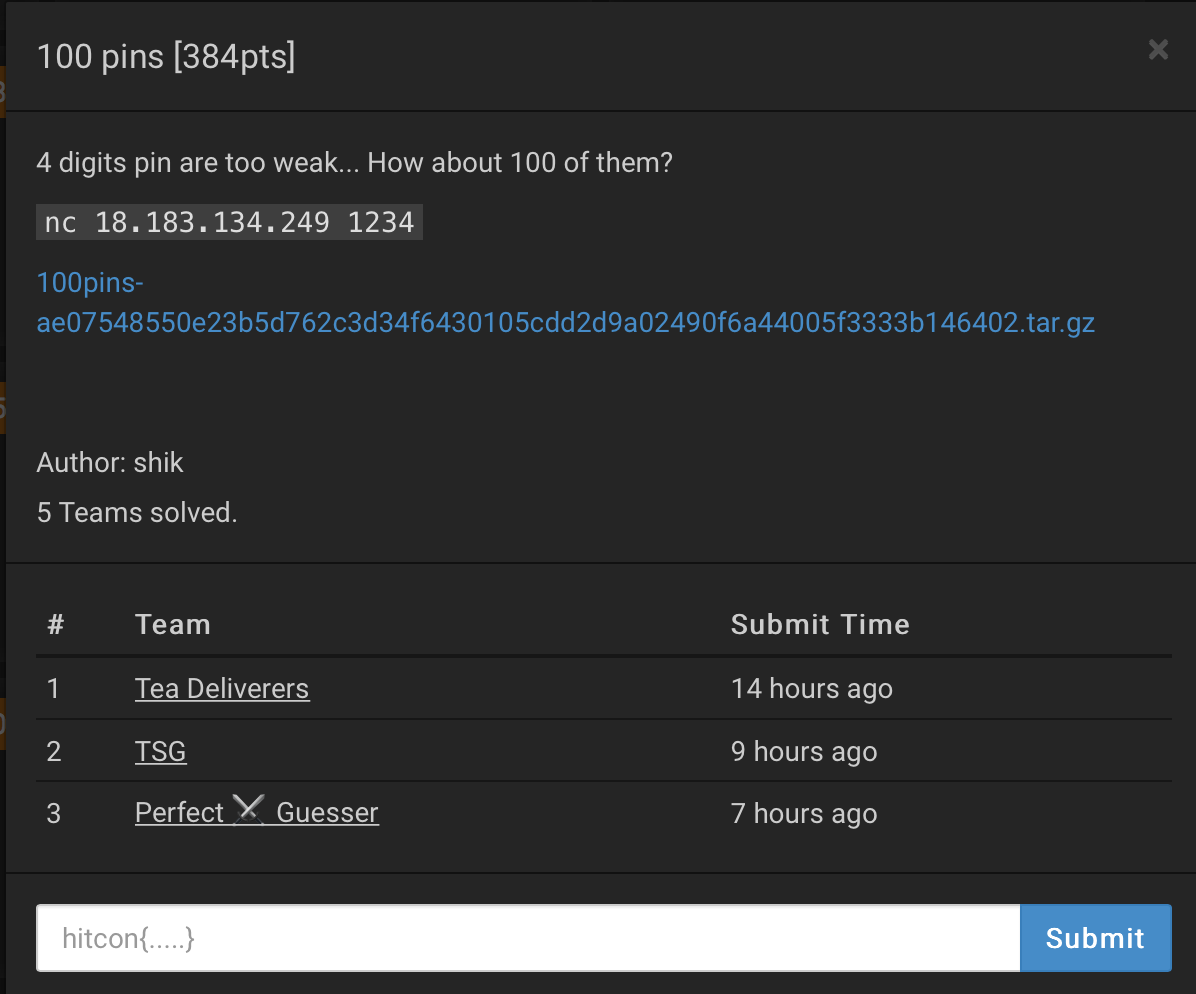 100 pins [384pts]
×
4 digits pin are too weak... How about 100 of them?
nc 18.183.134.249 1234
100pins-
ae07548550e23b5d762c3d34f6430105cdd2d9a02490f6a44005f3333b146402.tar.gz
Author: shik
5 Teams solved.
# Team Submit Time
1 Tea Deliverers 14 hours ago
2 TSG 9 hours ago
3 Perfect ⚔ Guesser 7 hours ago
hitcon{.....} Submit